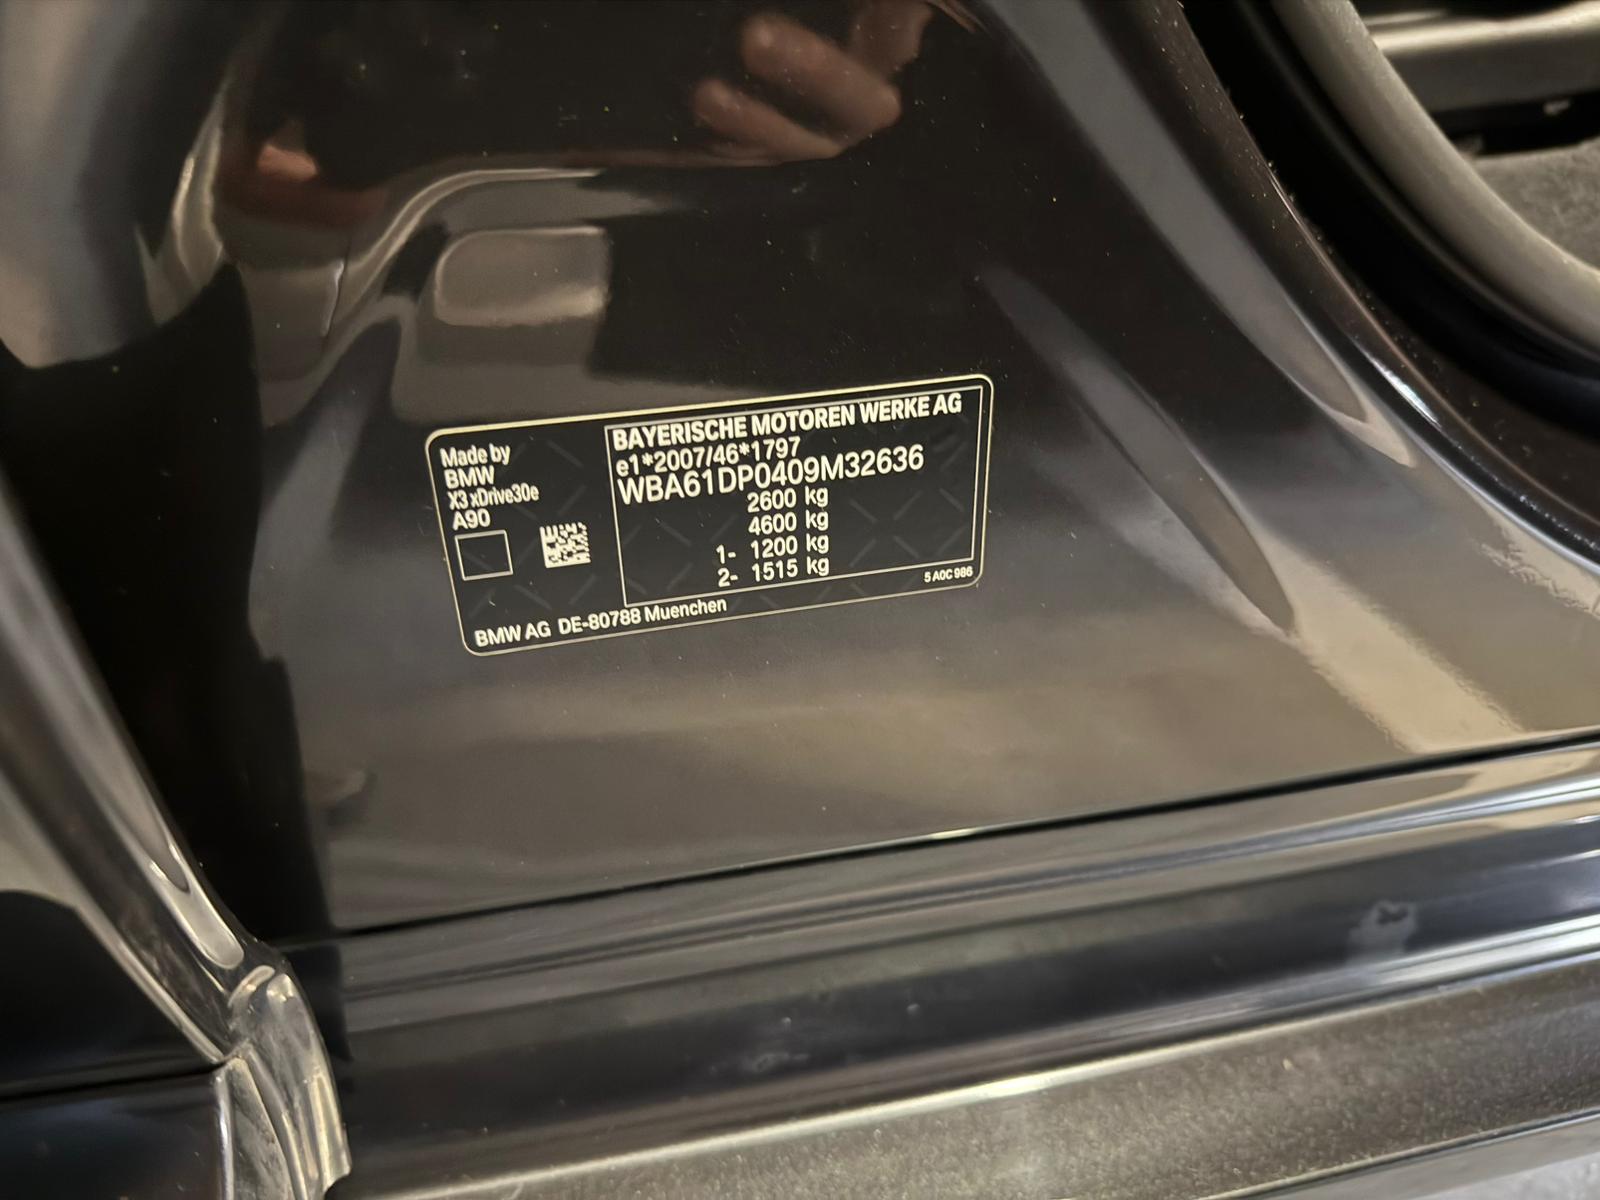 Made by
BMW
X3 xDrive30e
A90
BAYERISCHE MOTOREN WERKE AG
e1*2007/46*1797
WBA61DP0409M32636
2600 kg
4600 kg
1- 1200 kg
2- 1515 kg
5 A0C 986
BMW AG DE-80788 Muenchen